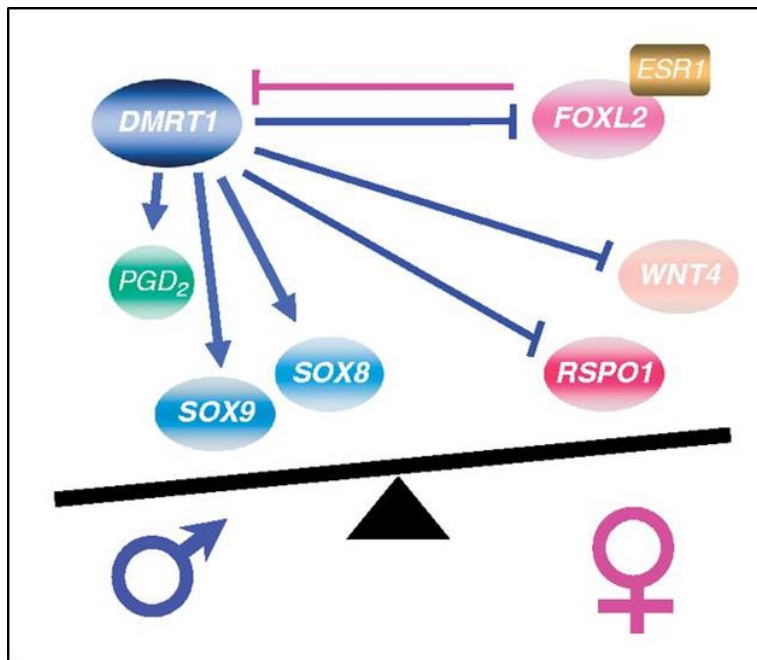 ESR1
DMRT1
FOXL2
PGD₂
WNT4
SOX8
RSPO1
SOX9